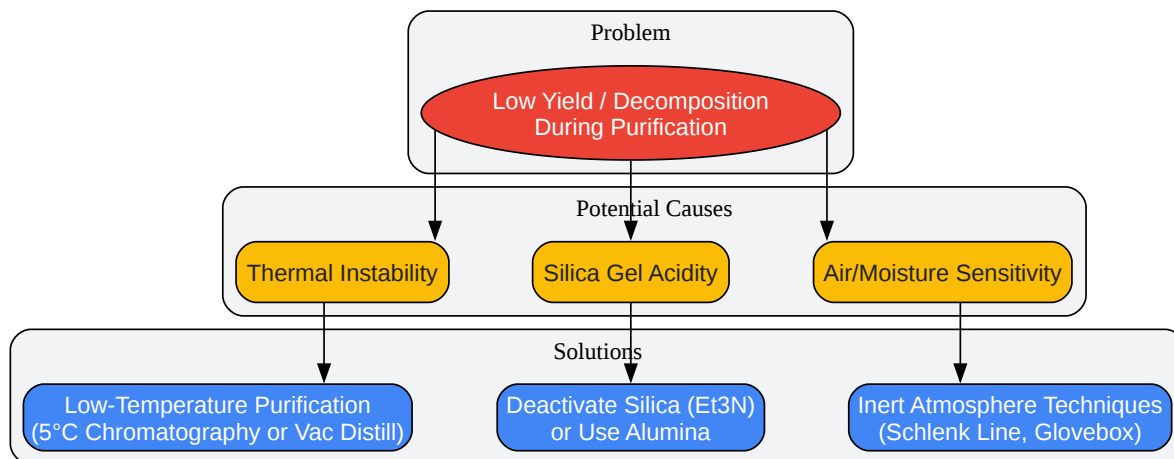 Problem
Low Yield / Decomposition
During Purification
Potential Causes
Thermal Instability
Silica Gel Acidity
Air/Moisture Sensitivity
Solutions
Low-Temperature Purification
(5°C Chromatography or Vac Distill)
Deactivate Silica (Et3N)
or Use Alumina
Inert Atmosphere Techniques
(Schlenk Line, Glovebox)